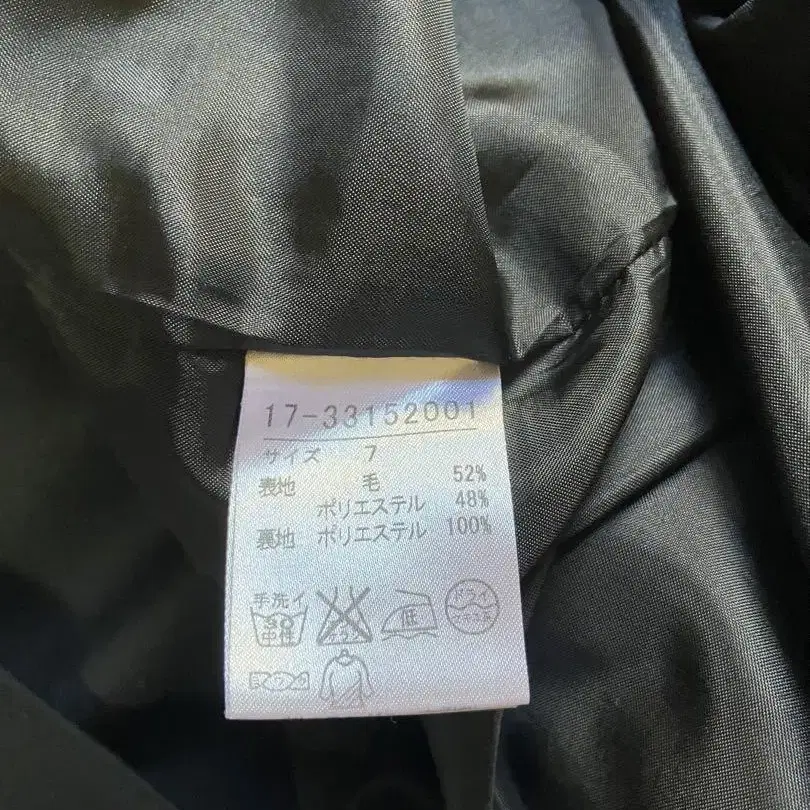 17-33152001
サイズ 7
表地 毛 52%
ポリエステル 48%
裏地 ポリエステル 100%
手洗イ 低 ドライ
30
中性